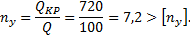 n_y = Q_KP / Q = 720 / 100 = 7,2 > [n_y].